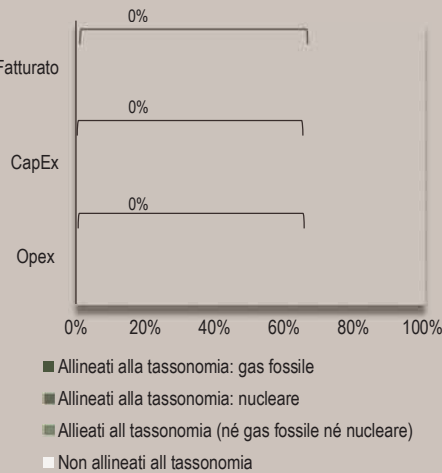 0%
Fatturato
0%
CapEx
0%
Opex
0% 20% 40% 60% 80% 100%
Allineati alla tassonomia: gas fossile
Allineati alla tassonomia: nucleare
Allieati all tassonomia (né gas fossile né nucleare)
Non allineati all tassonomia